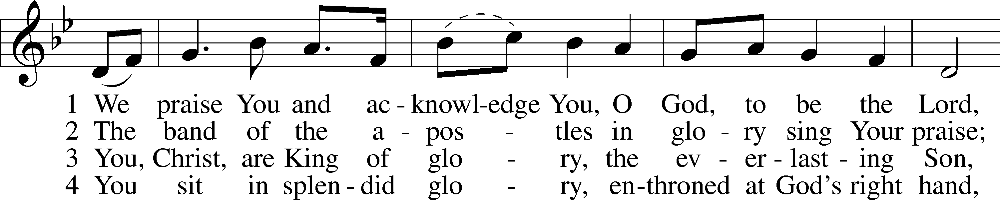 1 We praise You and ac - knowl-edge You, O God, to be the Lord,
2 The band of the a - pos - tles in glo - ry sing Your praise;
3 You, Christ, are King of glo - ry, the ev - er - last - ing Son,
4 You sit in splen - did glo - ry, en-throned at God's right hand,